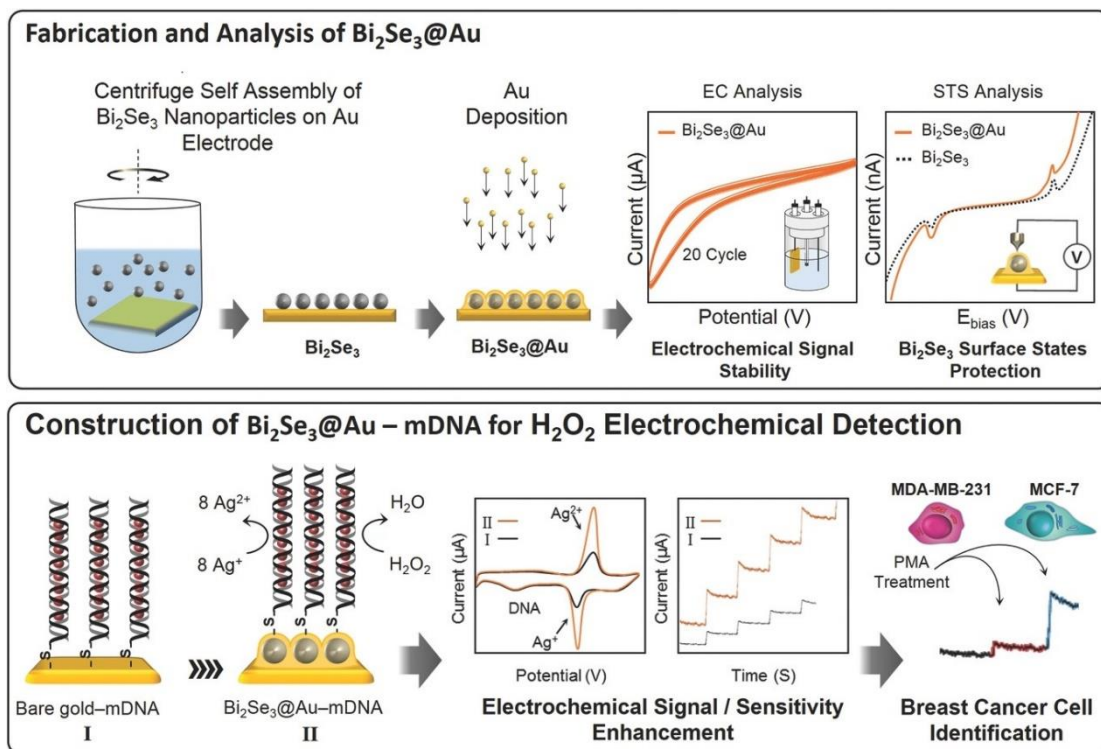 Fabrication and Analysis of Bi₂Se₃@Au
Centrifuge Self Assembly of
Bi₂Se₃ Nanoparticles on Au
Electrode
Bi₂Se₃
Au
Deposition
Bi₂Se₃@Au
EC Analysis
Bi₂Se₃@Au
Current (µA)
20 Cycle
Potential (V)
Electrochemical Signal
Stability
STS Analysis
Bi₂Se₃@Au
Bi₂Se₃
Current (nA)
V
E_bias (V)
Bi₂Se₃ Surface States
Protection
Construction of Bi₂Se₃@Au – mDNA for H₂O₂ Electrochemical Detection
S
S
S
Bare gold–mDNA
I
8 Ag²⁺
8 Ag⁺
H₂O
H₂O₂
S
S
S
Bi₂Se₃@Au–mDNA
II
II
I
Ag²⁺
DNA
Ag⁺
Current (µA)
Potential (V)
II
I
Current (µA)
Time (S)
Electrochemical Signal / Sensitivity
Enhancement
MDA-MB-231
MCF-7
PMA
Treatment
Breast Cancer Cell
Identification